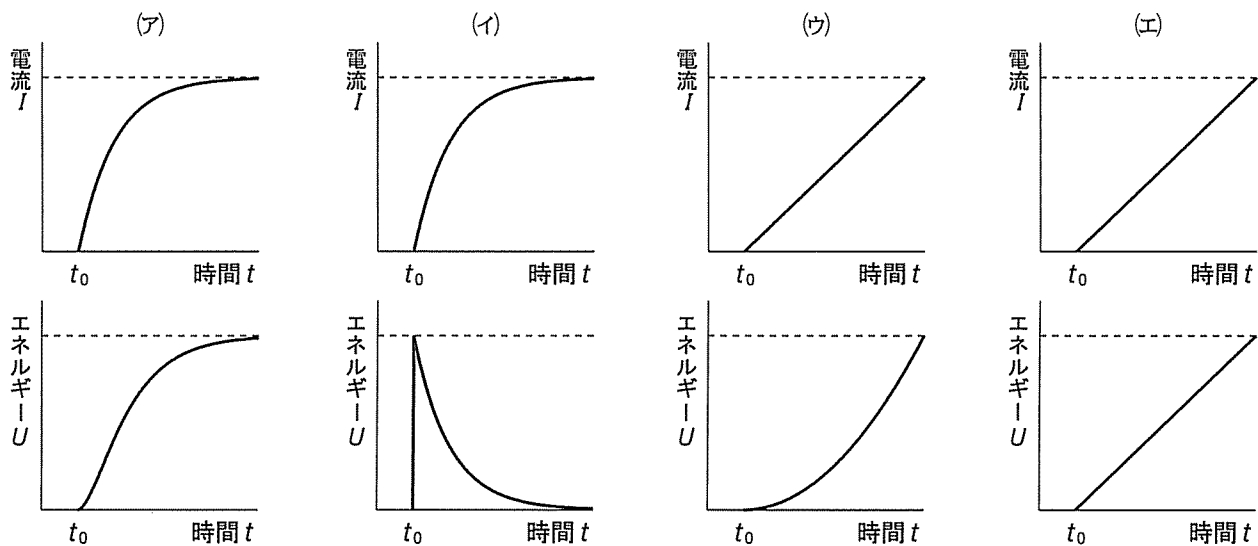 (ア)
(イ)
(ウ)
(エ)
電流 I
t₀
時間 t
電流 I
t₀
時間 t
電流 I
t₀
時間 t
電流 I
t₀
時間 t
エネルギー U
t₀
時間 t
エネルギー U
t₀
時間 t
エネルギー U
t₀
時間 t
エネルギー U
t₀
時間 t